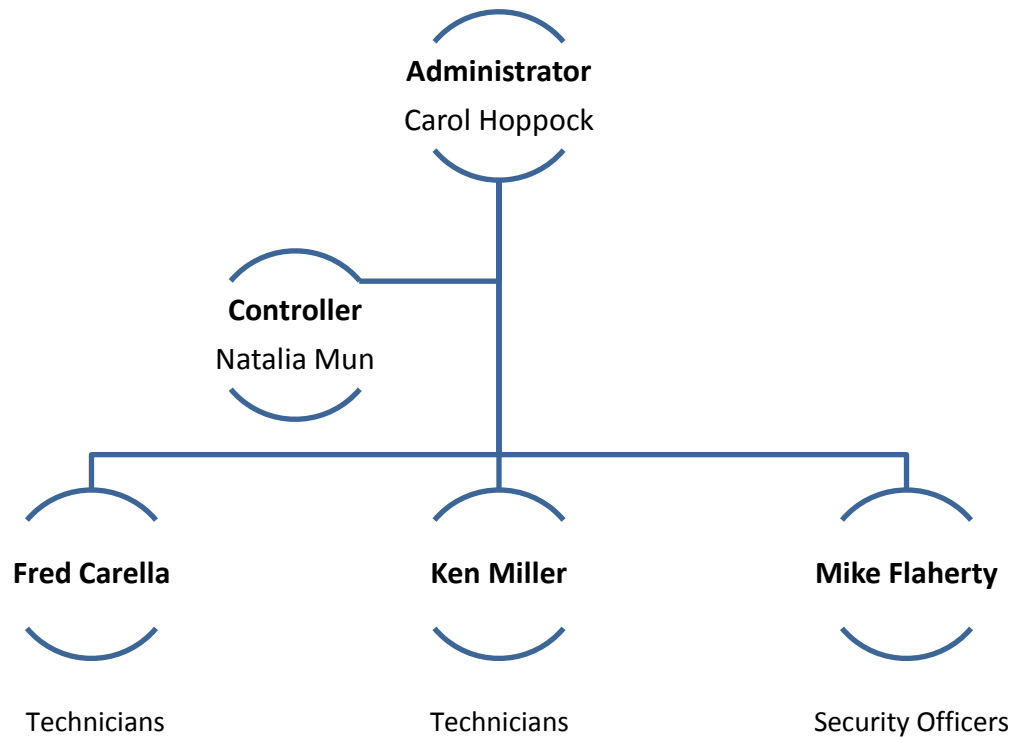 Administrator
Carol Hoppock
Controller
Natalia Mun
Fred Carella
Ken Miller
Mike Flaherty
Technicians
Technicians
Security Officers